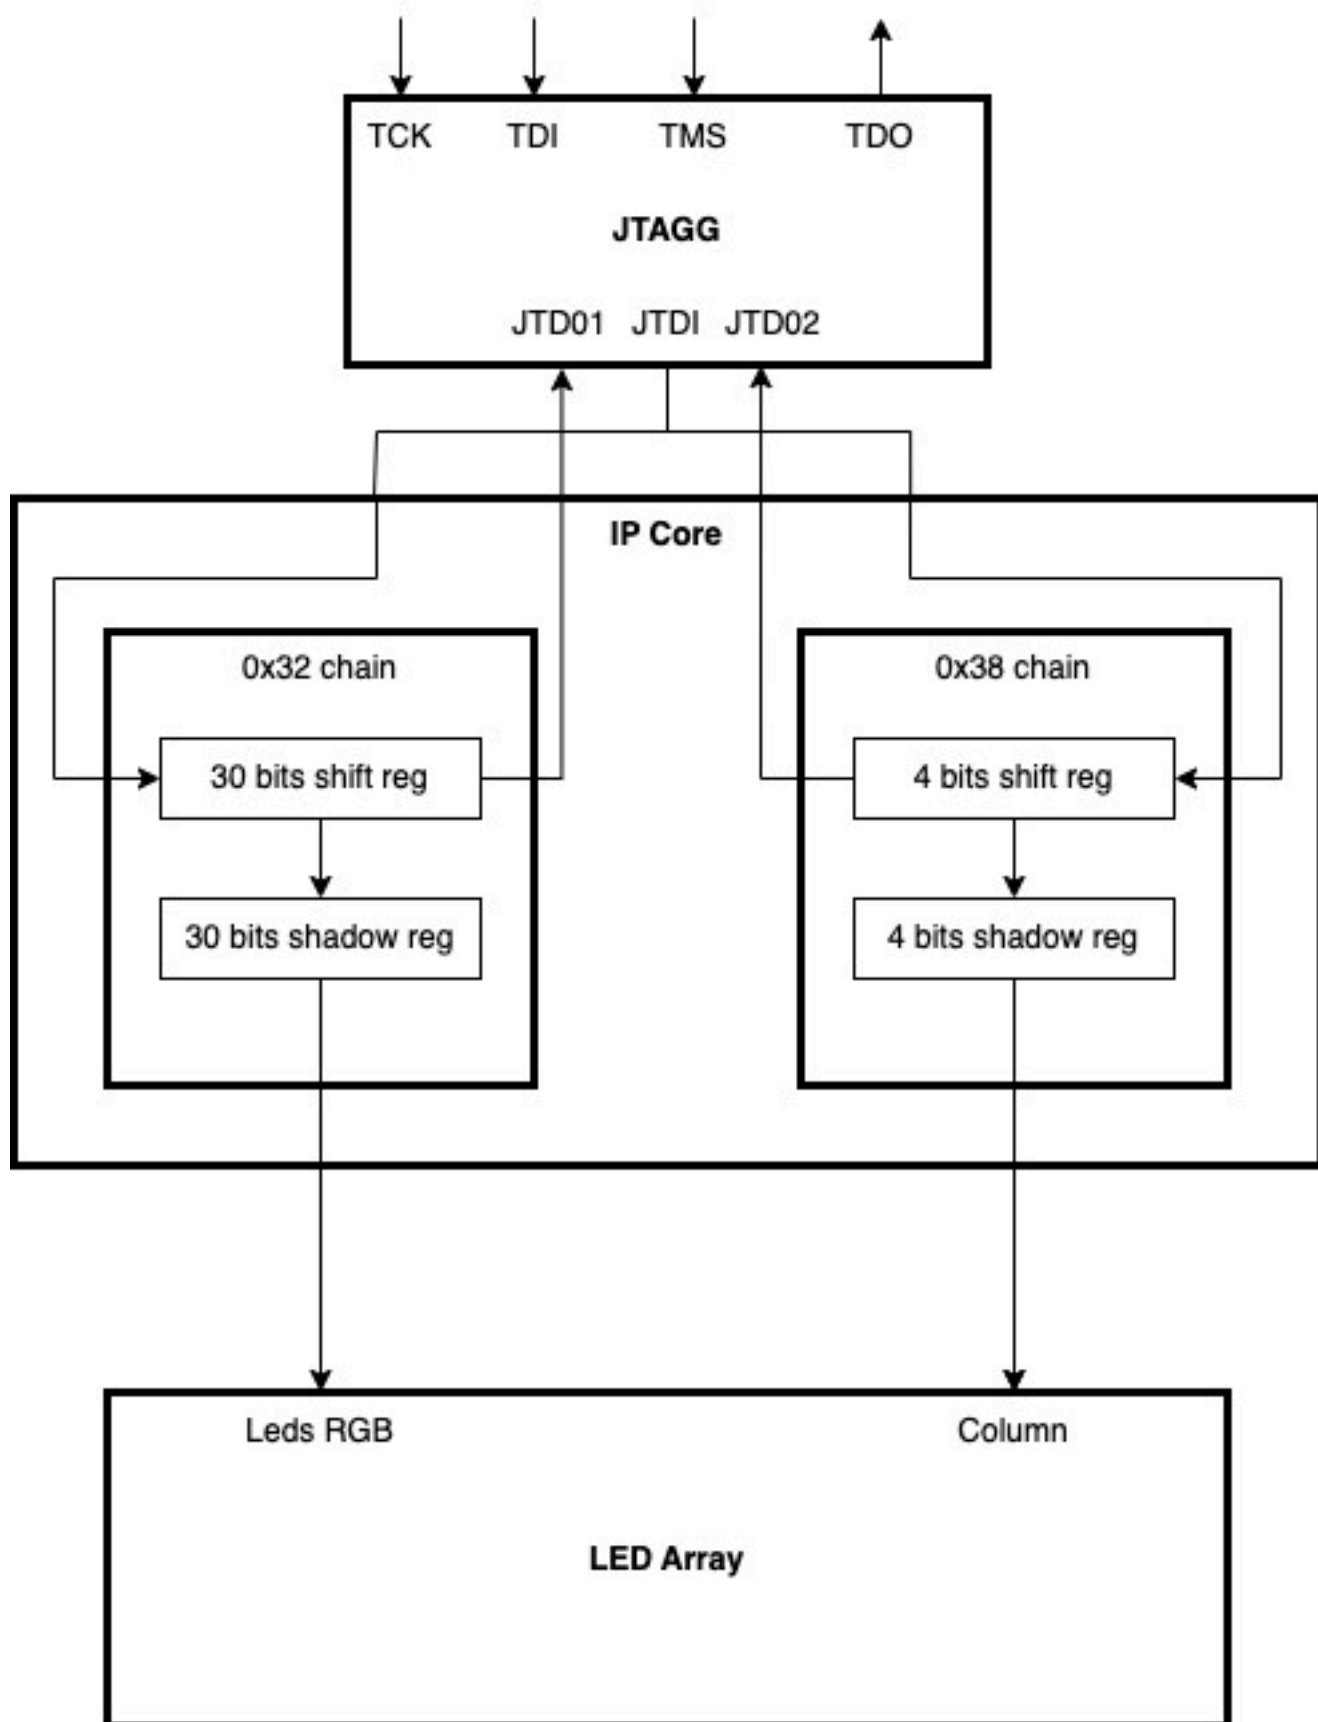 TCK TDI TMS TDO
JTAGG
JTD01 JTDI JTD02
IP Core
0x32 chain
0x38 chain
30 bits shift reg
4 bits shift reg
30 bits shadow reg
4 bits shadow reg
Leds RGB
Column
LED Array